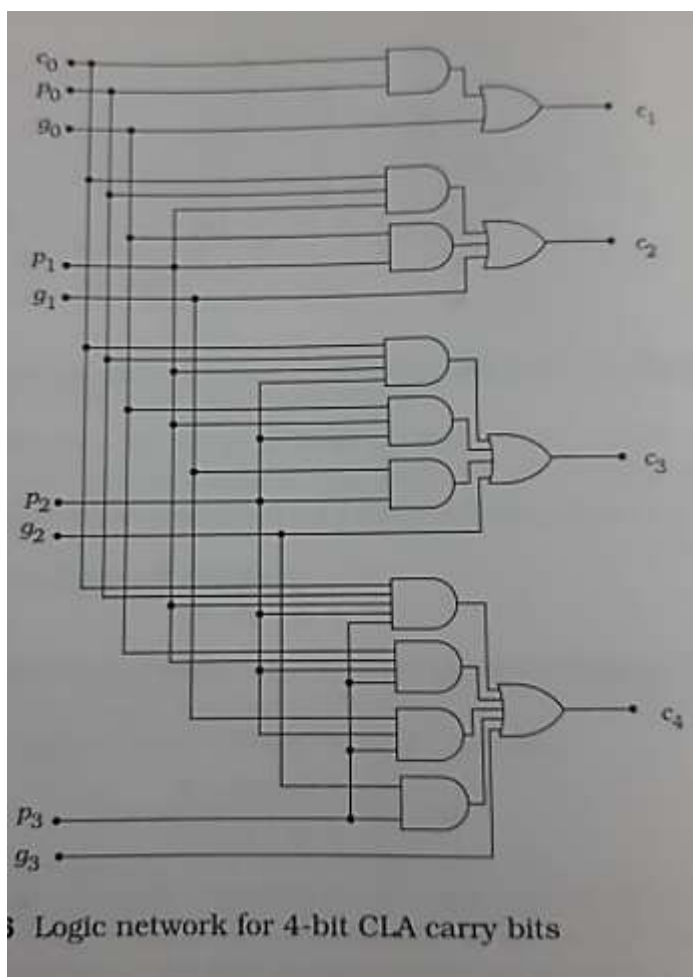 c₀
p₀
g₀
c₁
p₁
g₁
c₂
p₂
g₂
c₃
p₃
g₃
c₄
6 Logic network for 4-bit CLA carry bits